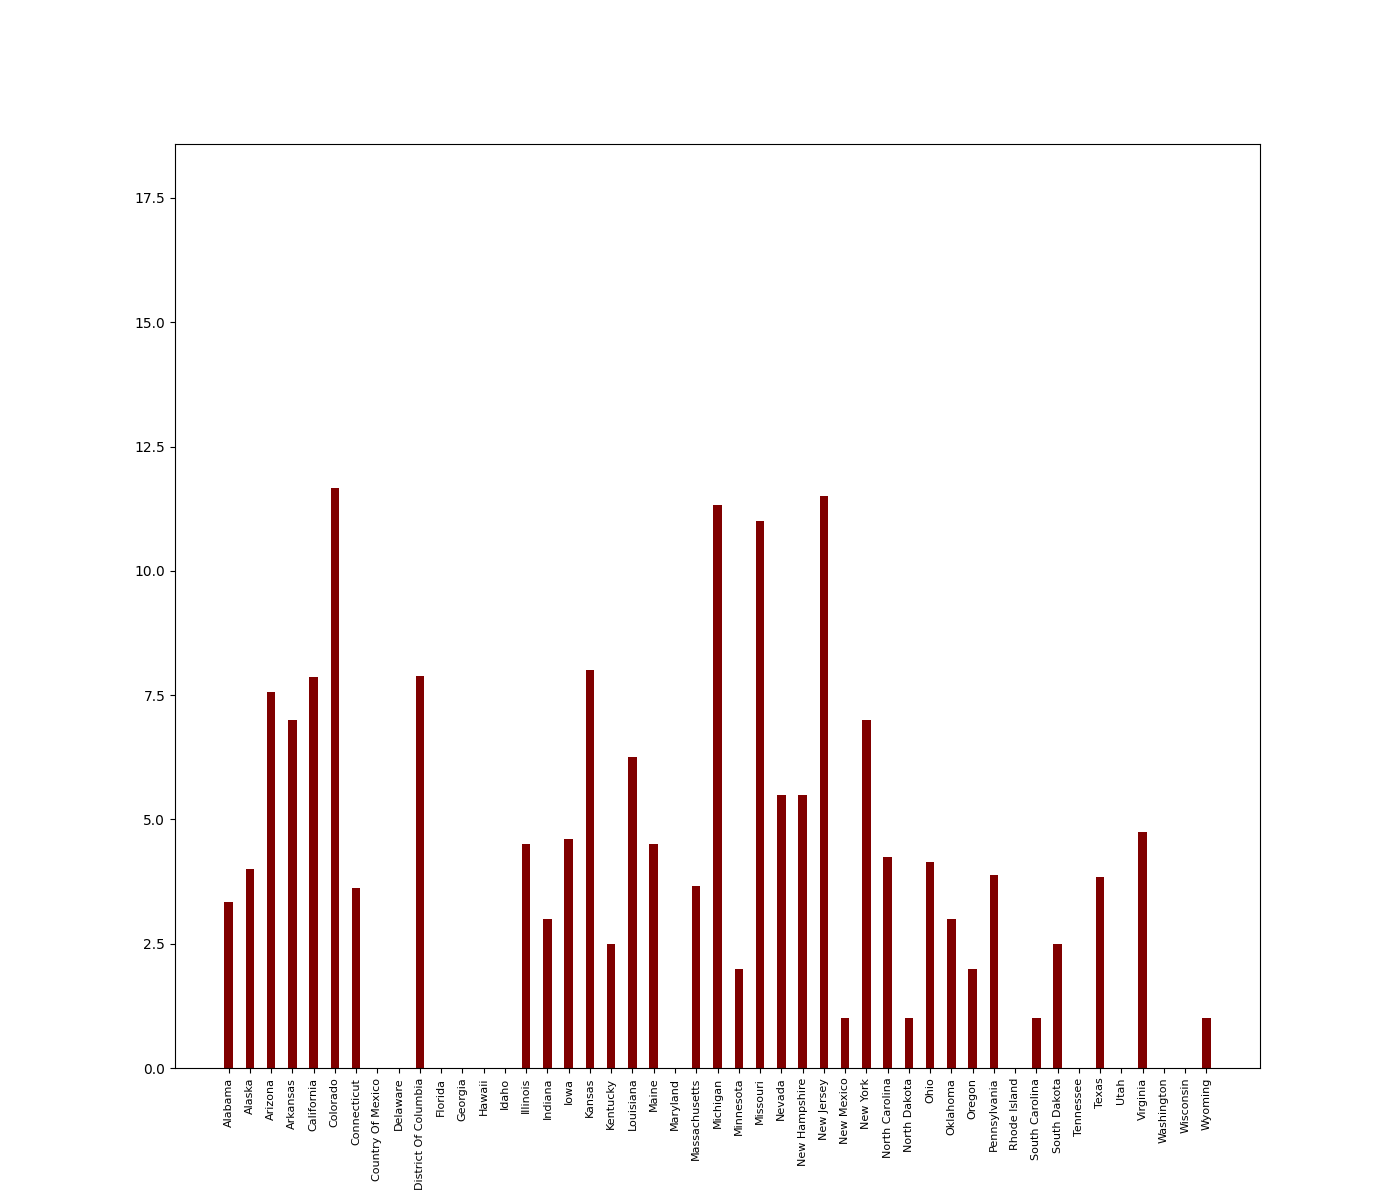 17.5
15.0
12.5
10.0
7.5
5.0
2.5
0.0
Alabama
Alaska
Arizona
Arkansas
California
Colorado
Connecticut
Country Of Mexico
Delaware
District Of Columbia
Florida
Georgia
Hawaii
Idaho
Illinois
Indiana
Iowa
Kansas
Kentucky
Louisiana
Maine
Maryland
Massachusetts
Michigan
Minnesota
Missouri
Nevada
New Hampshire
New Jersey
New Mexico
New York
North Carolina
North Dakota
Ohio
Oklahoma
Oregon
Pennsylvania
Rhode Island
South Carolina
South Dakota
Tennessee
Texas
Utah
Virginia
Washington
Wisconsin
Wyoming